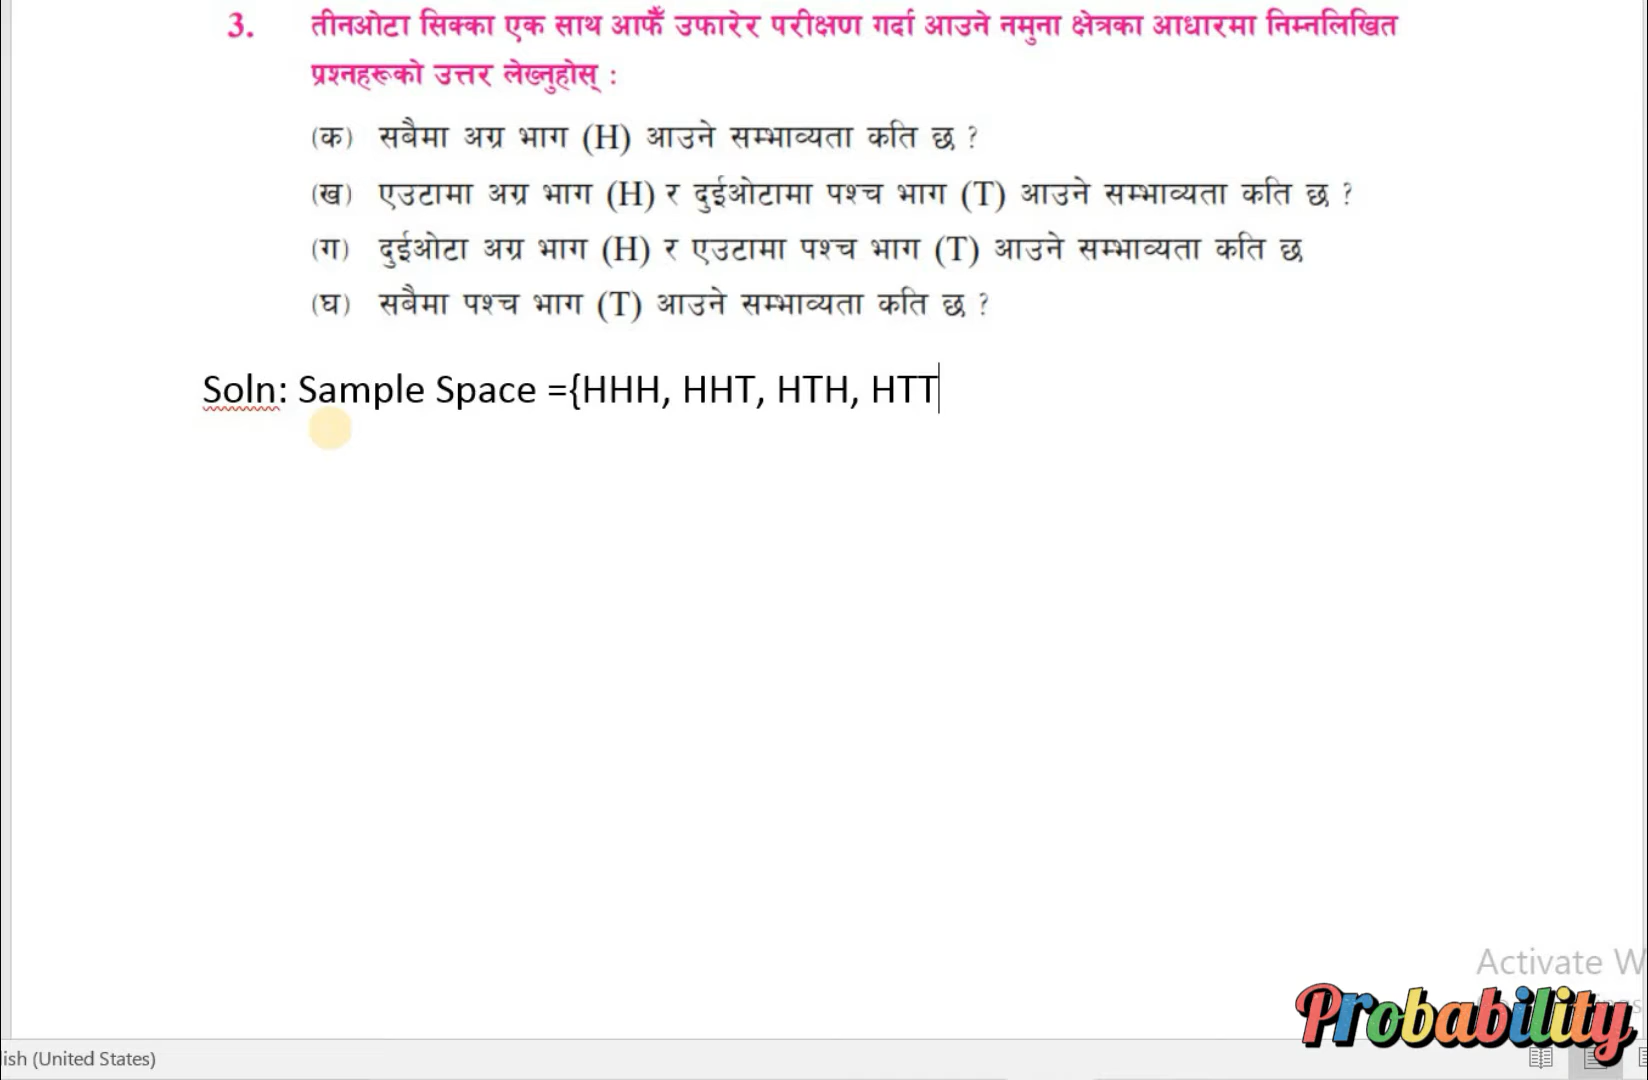 3. तीनओटा सिक्का एक साथ आफैँ उफारेर परीक्षण गर्दा आउने नमुना क्षेत्रका आधारमा निम्नलिखित
प्रश्नहरूको उत्तर लेख्नुहोस् :
(क) सबैमा अग्र भाग (H) आउने सम्भाव्यता कति छ ?
(ख) एउटामा अग्र भाग (H) र दुईओटामा पश्च भाग (T) आउने सम्भाव्यता कति छ ?
(ग) दुईओटा अग्र भाग (H) र एउटामा पश्च भाग (T) आउने सम्भाव्यता कति छ
(घ) सबैमा पश्च भाग (T) आउने सम्भाव्यता कति छ ?
Soln: Sample Space ={HHH, HHT, HTH, HTT
Activate W
Probability
ish (United States)